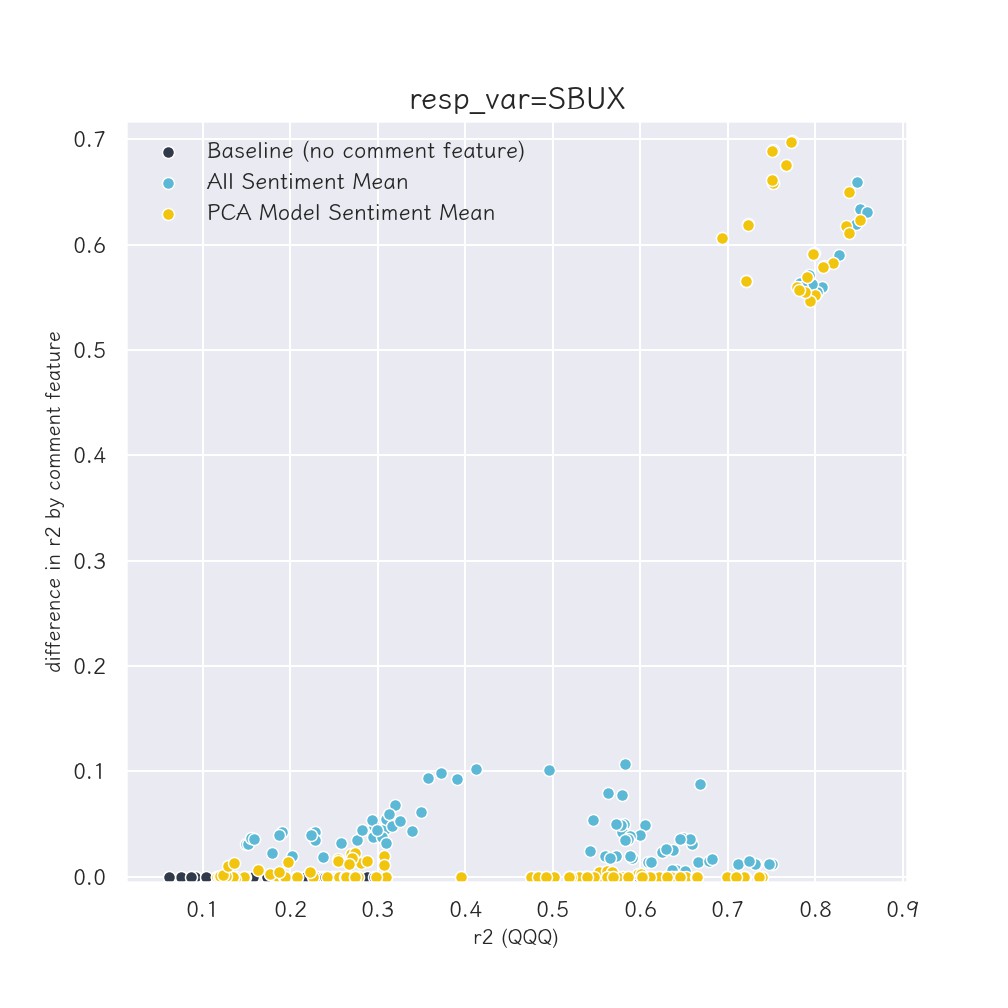 resp_var=SBUX
Baseline (no comment feature)
All Sentiment Mean
PCA Model Sentiment Mean
difference in r2 by comment feature
0.7
0.6
0.5
0.4
0.3
0.2
0.1
0.0
0.1 0.2 0.3 0.4 0.5 0.6 0.7 0.8 0.9
r2 (QQQ)